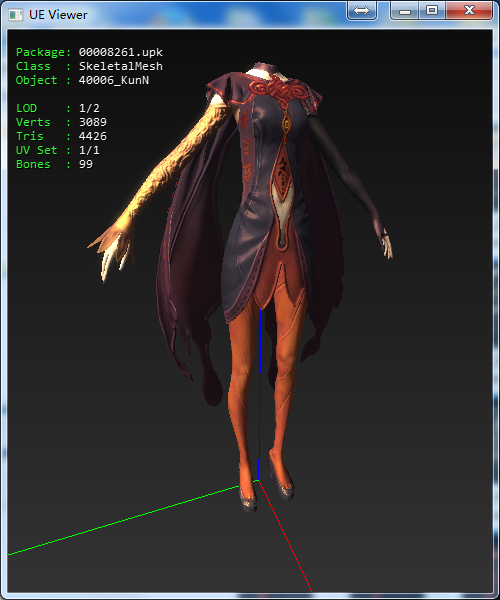 UE Viewer
Package: 00008261.upk
Class : SkeletalMesh
Object : 40006_KunN
LOD : 1/2
Verts : 3089
Tris : 4426
UV Set : 1/1
Bones : 99